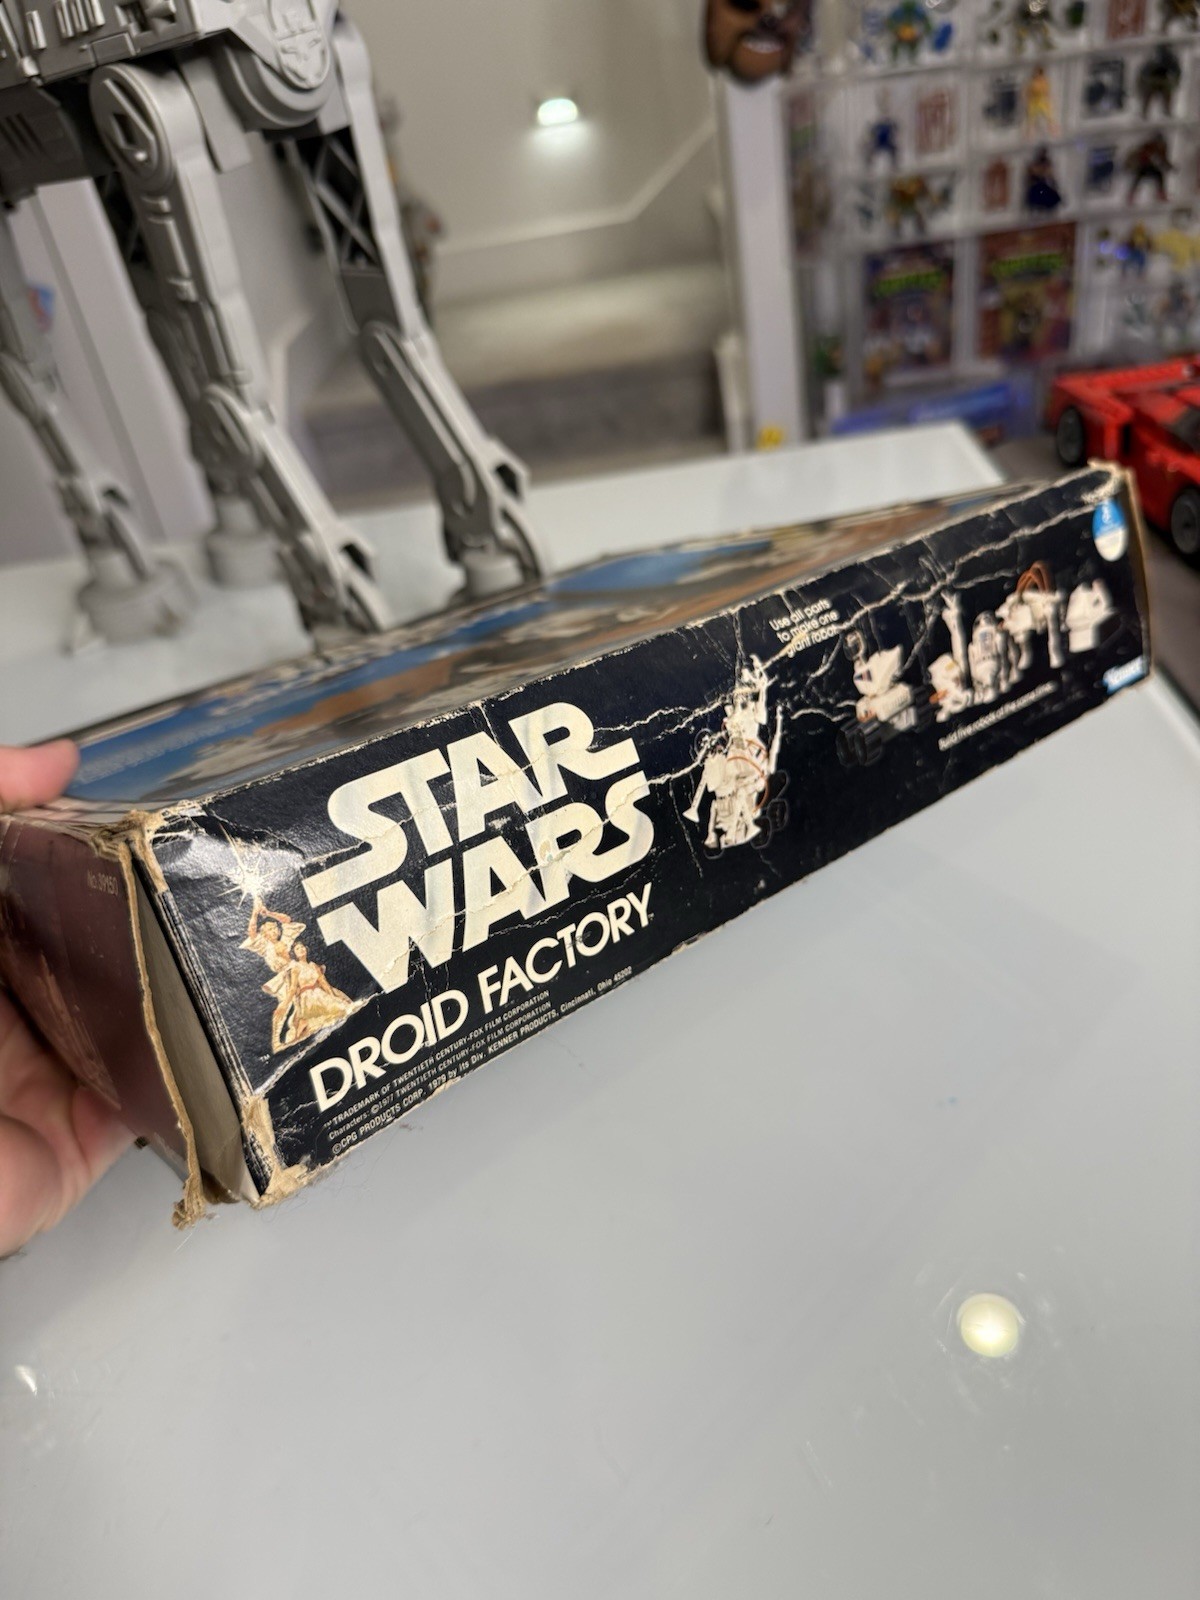 STAR
WARS
DROID FACTORY
TRADEMARK OF TWENTIETH CENTURY-FOX FILM CORPORATION
Characters: ©1977 TWENTIETH CENTURY-FOX FILM CORPORATION
©CPG PRODUCTS CORP. 1979 by its Div. KENNER PRODUCTS, Cincinnati, Ohio 45202
Use all parts
to make one
giant robot
Build five robots at the same time.
Kenner
No. 39150